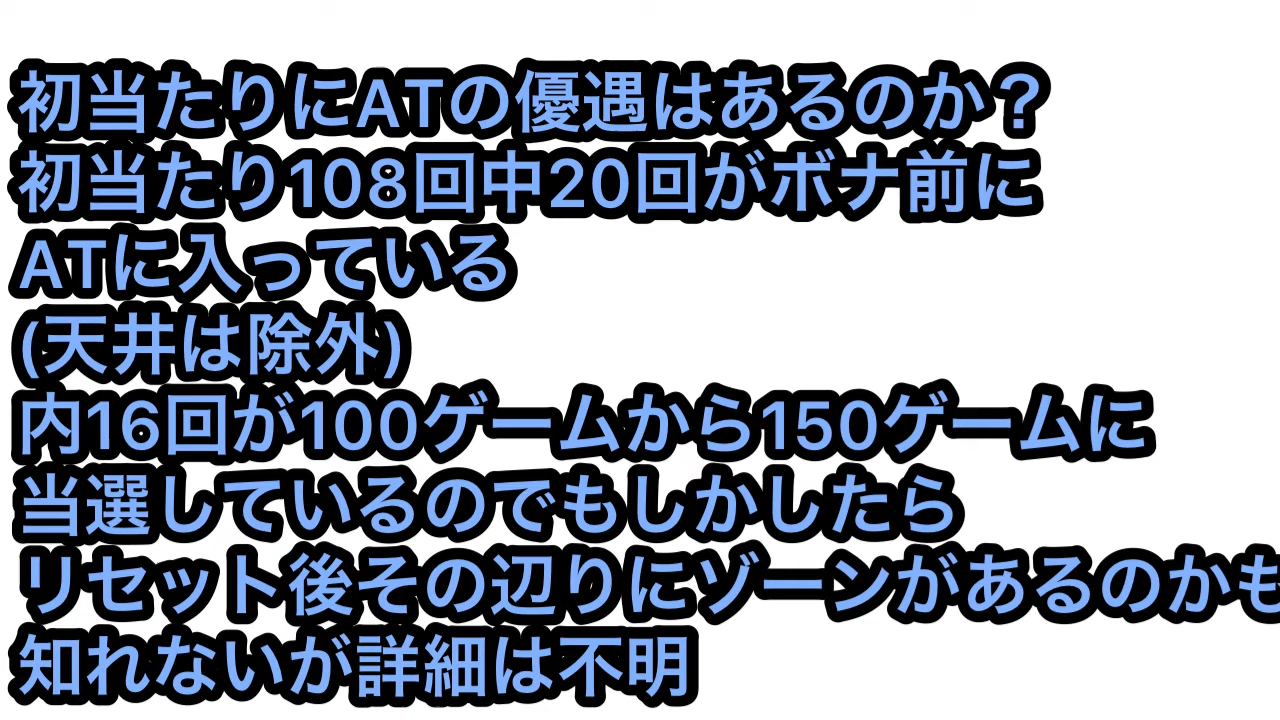 初当たりにATの優遇はあるのか？
初当たり108回中20回がボナ前に
ATに入っている
(天井は除外)
内16回が100ゲームから150ゲームに
当選しているのでもしかしたら
リセット後その辺りにゾーンがあるのかも
知れないが詳細は不明